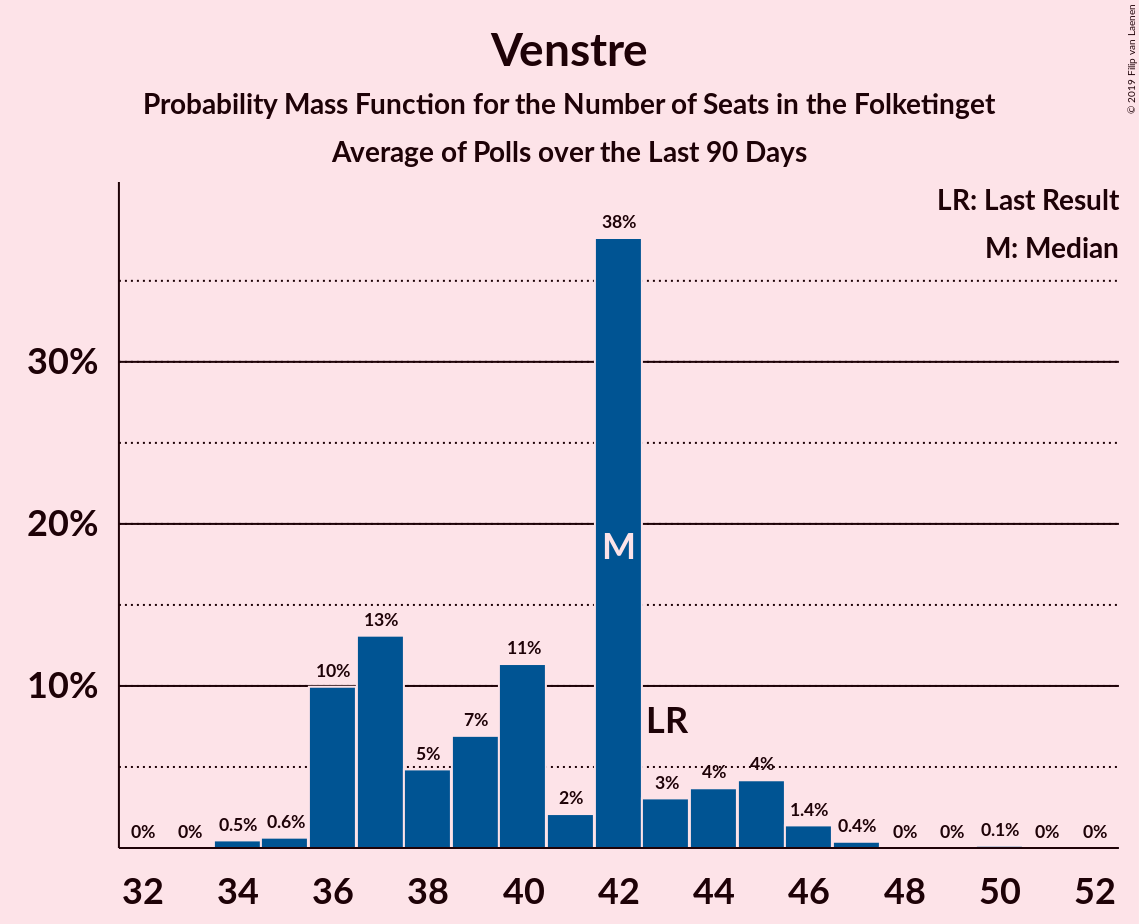 Venstre
Probability Mass Function for the Number of Seats in the Folketinget
Average of Polls over the Last 90 Days
© 2019 Filip van Laenen
LR: Last Result
M: Median
30%
20%
10%
0%
0%
0.5%
0.6%
10%
13%
5%
7%
11%
2%
38%
M
LR
3%
4%
4%
1.4%
0.4%
0%
0%
0.1%
0%
0%
32 34 36 38 40 42 44 46 48 50 52